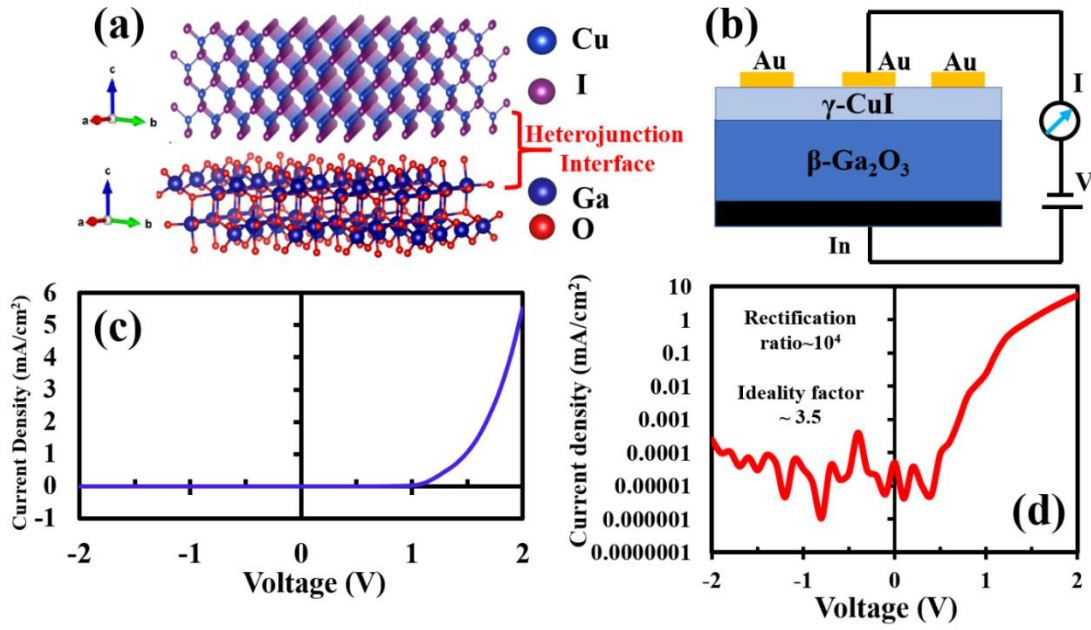 (a)
Cu
I
c
a
b
Heterojunction
Interface
c
a
b
Ga
O
(b)
Au
Au
Au
γ-CuI
β-Ga₂O₃
In
I
V
(c)
Current Density (mA/cm²)
6
5
4
3
2
1
0
-1
-2
-1
0
1
2
Voltage (V)
Current density (mA/cm²)
10
1
0.1
0.01
0.001
0.0001
0.00001
0.000001
0.0000001
Rectification
ratio~10⁴
Ideality factor
~ 3.5
(d)
-2
-1
0
1
2
Voltage (V)